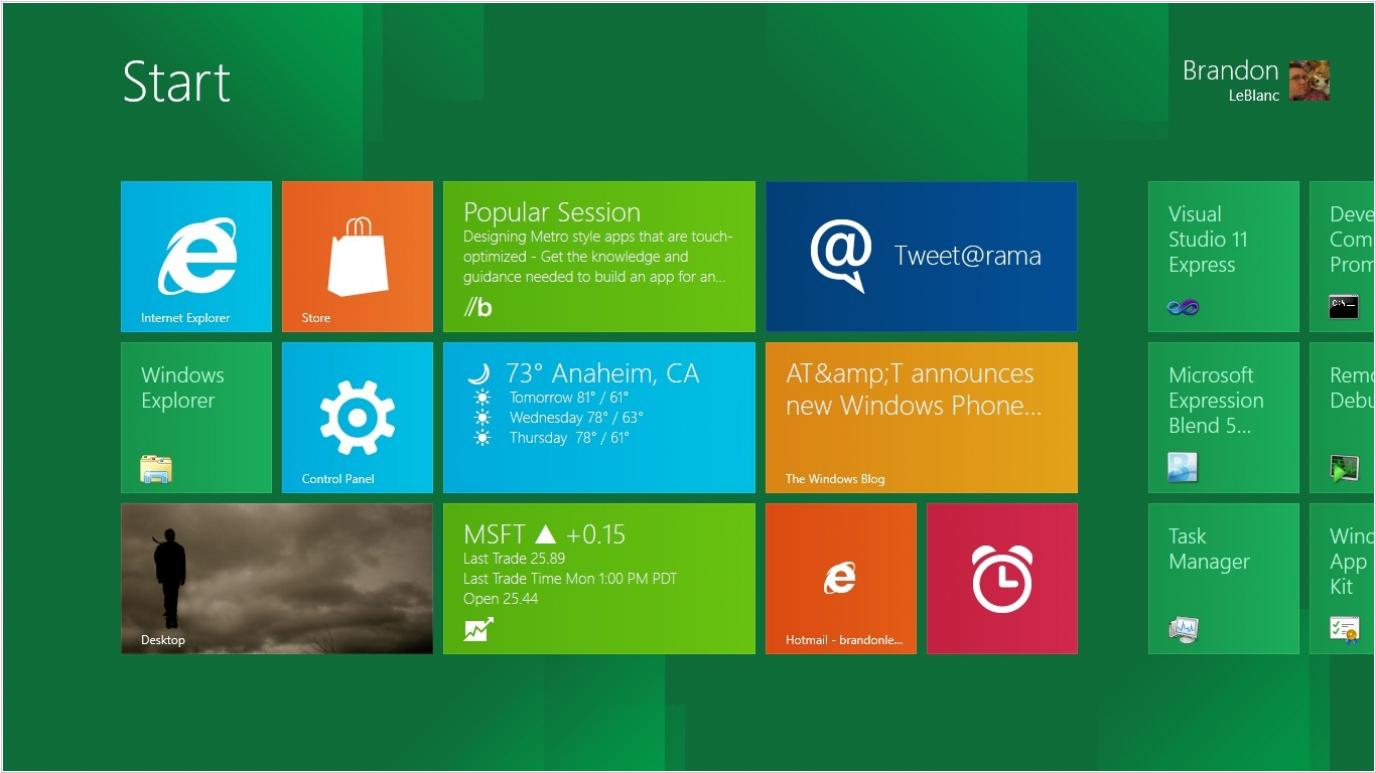 Start
Brandon
LeBlanc
Internet Explorer
Store
Popular Session
Designing Metro style apps that are touch-
optimized - Get the knowledge and
guidance needed to build an app for an...
//b
@
Tweet@rama
Visual
Studio 11
Express
Deve
Com
Prom
C:\_
Windows
Explorer
Control Panel
73° Anaheim, CA
Tomorrow 81° / 61°
Wednesday 78° / 63°
Thursday 78° / 61°
AT&amp;T announces
new Windows Phone...
The Windows Blog
Microsoft
Expression
Blend 5...
Remo
Debu
Desktop
MSFT ▲ +0.15
Last Trade 25.89
Last Trade Time Mon 1:00 PM PDT
Open 25.44
Hotmail - brandonle...
Task
Manager
Wind
App
Kit